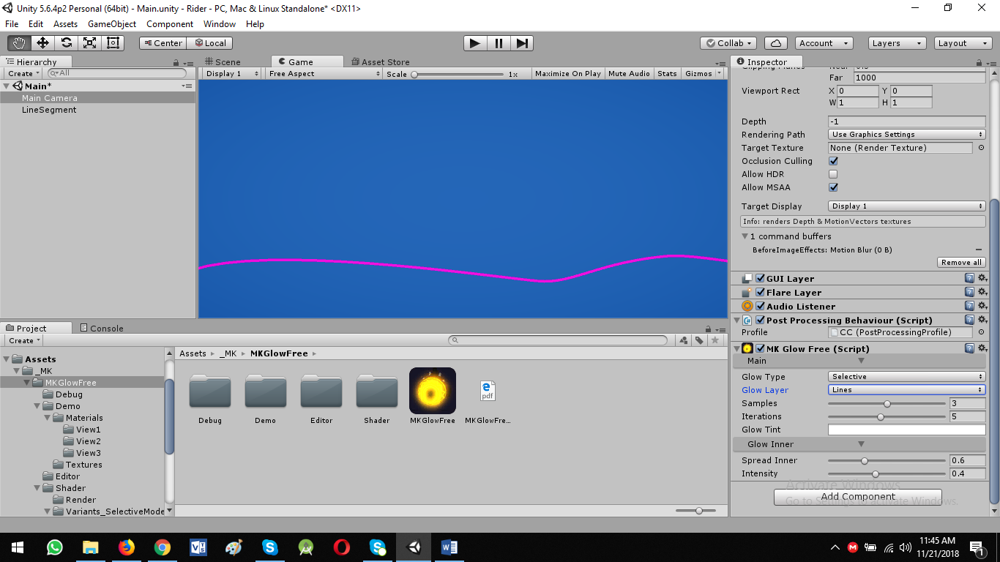 Unity 5.6.4p2 Personal (64bit) - Main.unity - Rider - PC, Mac & Linux Standalone* <DX11>
File Edit Assets GameObject Component Window Help
Center Local Collab Account Layers Layout
Hierarchy
Create All
Main*
Main Camera
LineSegment
Scene Game Asset Store
Display 1 Free Aspect Scale 1x Maximize On Play Mute Audio Stats Gizmos
Inspector
Far 1000
Viewport Rect X 0 Y 0
W 1 H 1
Depth -1
Rendering Path Use Graphics Settings
Target Texture None (Render Texture)
Occlusion Culling
Allow HDR
Allow MSAA
Target Display Display 1
Info: renders Depth & MotionVectors textures
1 command buffers
BeforeImageEffects: Motion Blur (0 B)
Remove all
GUI Layer
Flare Layer
Audio Listener
Post Processing Behaviour (Script)
Profile CC (PostProcessingProfile)
MK Glow Free (Script)
Main
Glow Type Selective
Glow Layer Lines
Samples 3
Iterations 5
Glow Tint
Glow Inner
Spread Inner 0.6
Intensity 0.4
Add Component
Activate Windows
Go to Settings to activate Windows.
Project Console
Create
Assets
_MK
MKGlowFree
Debug
Demo
Materials
View1
View2
View3
Textures
Editor
Shader
Render
Variants_SelectiveMode
Assets _MK MKGlowFree
Debug Demo Editor Shader MKGlowFree MKGlowFre...
pdf
11:45 AM
11/21/2018
1